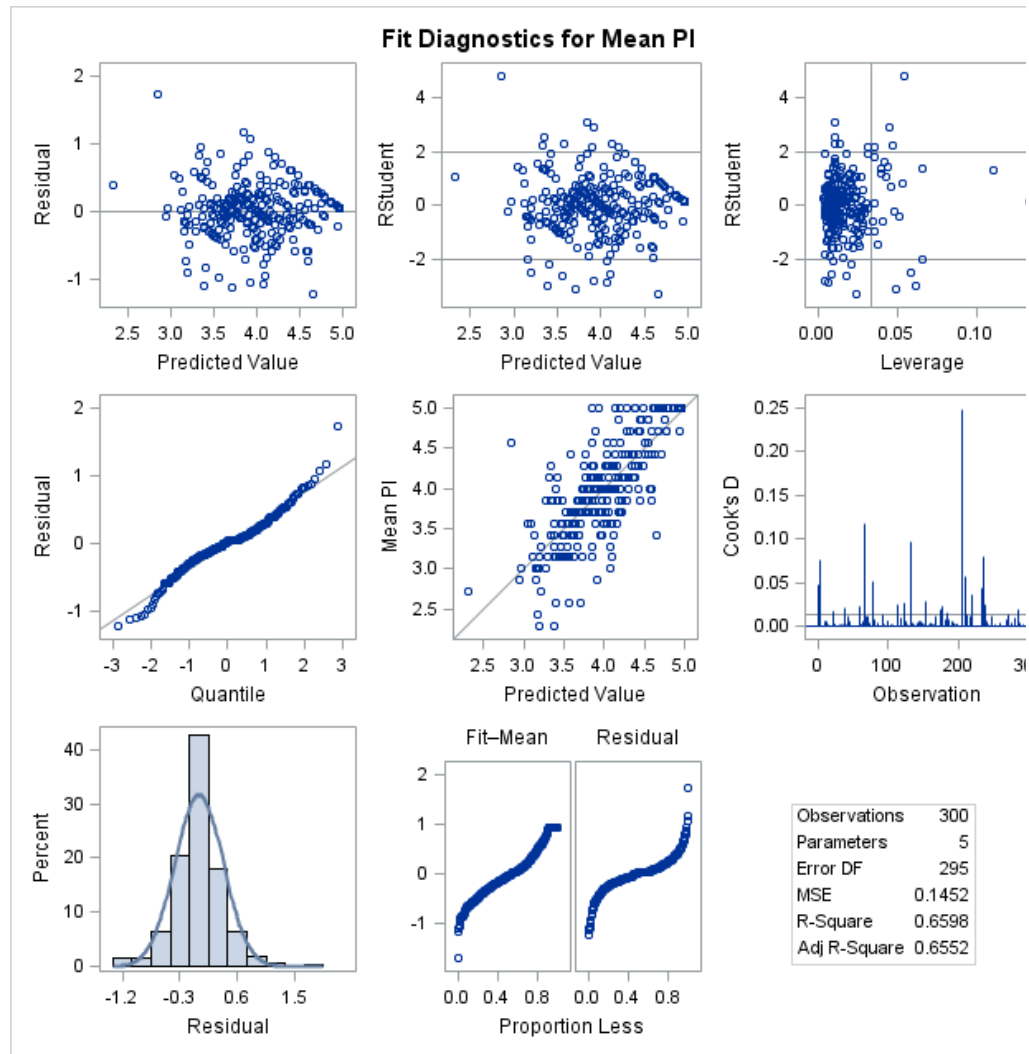 Fit Diagnostics for Mean PI
2
1
0
-1
Residual
2.5 3.0 3.5 4.0 4.5 5.0
Predicted Value
4
2
0
-2
RStudent
2.5 3.0 3.5 4.0 4.5 5.0
Predicted Value
4
2
0
-2
RStudent
0.00 0.05 0.10
Leverage
2
1
0
-1
Residual
-3 -2 -1 0 1 2 3
Quantile
5.0
4.5
4.0
3.5
3.0
2.5
Mean PI
2.5 3.0 3.5 4.0 4.5 5.0
Predicted Value
0.25
0.20
0.15
0.10
0.05
0.00
Cook's D
0 100 200 30
Observation
40
30
20
10
0
Percent
-1.2 -0.3 0.6 1.5
Residual
Fit–Mean Residual
2
1
0
-1
0.0 0.4 0.8 0.0 0.4 0.8
Proportion Less
Observations 300
Parameters 5
Error DF 295
MSE 0.1452
R-Square 0.6598
Adj R-Square 0.6552